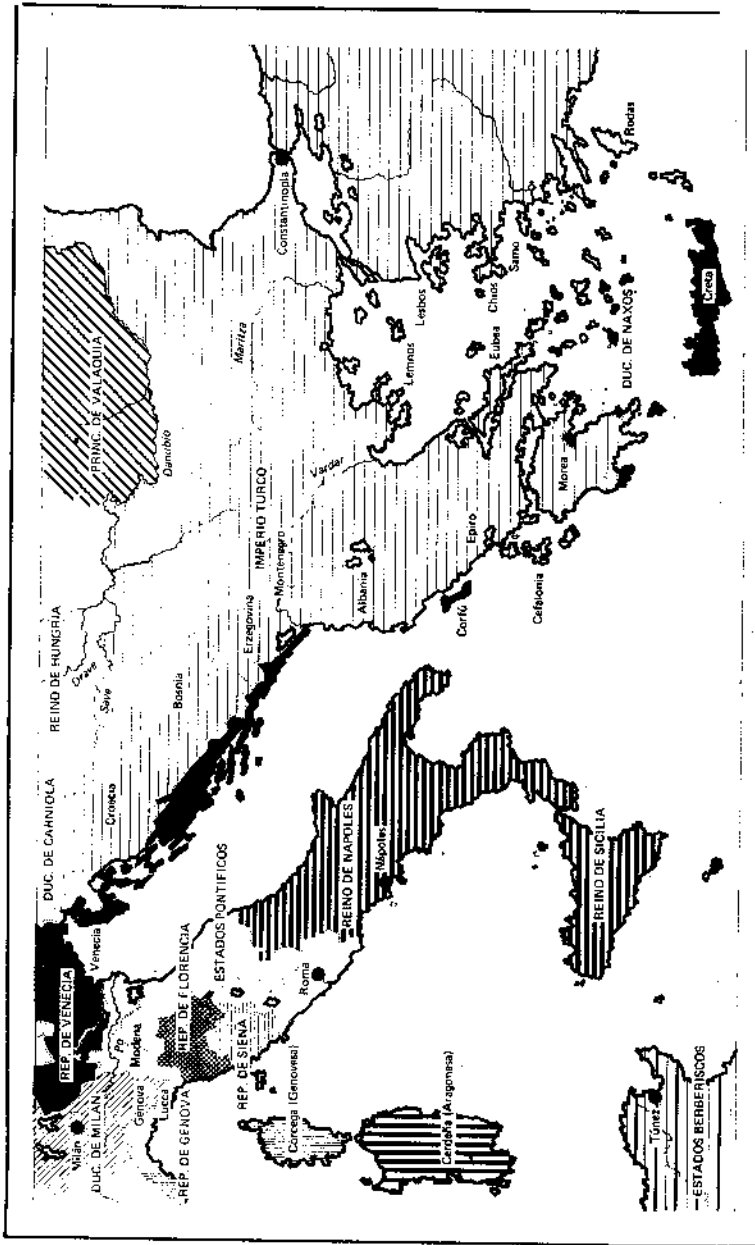 DUC. DE CARNIOLA
REINO DE HUNGRIA
PRINC. DE VALAQUIA
REP. DE VENECIA
Venecia
Croacia
Drave
Save
Bosnia
Danubio
Milán
DUC. DE MILAN
Po
Modena
Génova
Lucca
REP. DE GENOVA
REP. DE FLORENCIA
REP. DE SIENA
ESTADOS PONTIFICOS
Erzegovina
Montenegro
IMPERIO TURCO
Maritza
Vardar
Constantinopla
Córcega (Genovesa)
Roma
REINO DE NAPOLES
Nápoles
Albania
Epiro
Corfú
Cefalonia
Lemnos
Lesbos
Eubea
Chios
Samo
Rodas
Morea
DUC. DE NAXOS
Creta
Cerdeña (Aragonesa)
REINO DE SICILIA
Túnez
ESTADOS BERBERISCOS